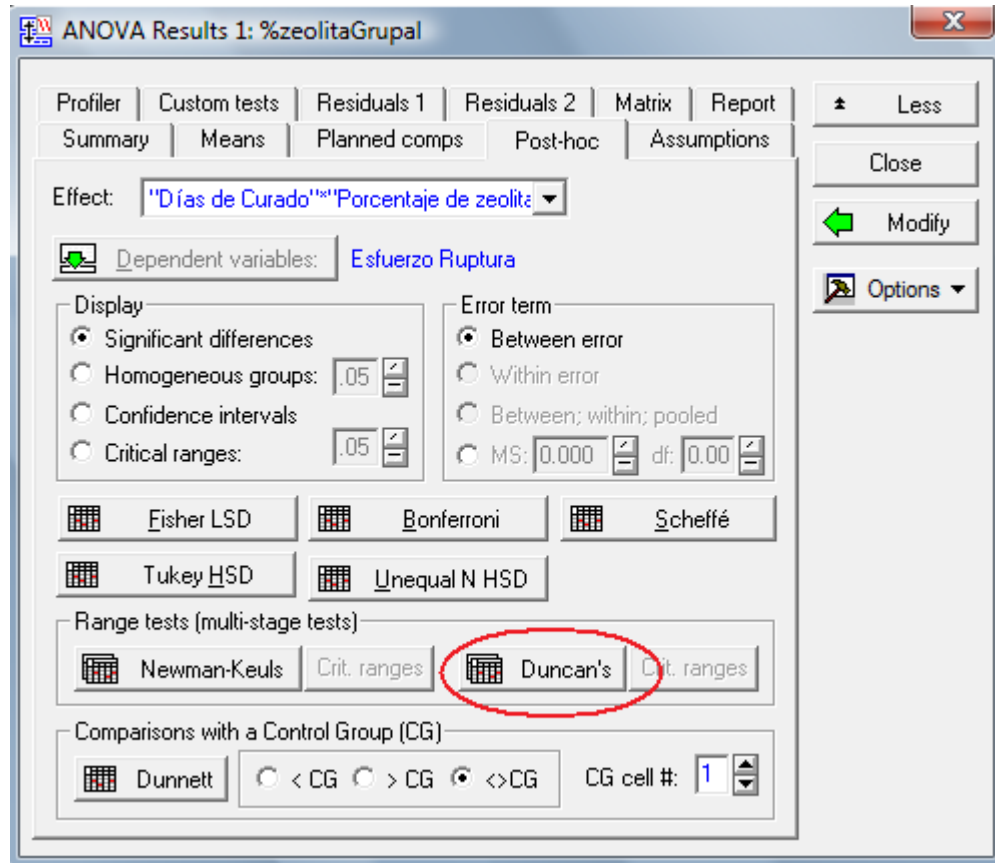 ANOVA Results 1: %zeolitaGrupal
Profiler Custom tests Residuals 1 Residuals 2 Matrix Report
Summary Means Planned comps Post-hoc Assumptions
Less
Close
Modify
Options
Effect: "Días de Curado"*"Porcentaje de zeolita
Dependent variables: Esfuerzo Ruptura
Display
Significant differences
Homogeneous groups: .05
Confidence intervals
Critical ranges: .05
Error term
Between error
Within error
Between; within; pooled
MS: 0.000 df: 0.00
Fisher LSD Bonferroni Scheffé
Tukey HSD Unequal N HSD
Range tests (multi-stage tests)
Newman-Keuls Crit. ranges Duncan's Crit. ranges
Comparisons with a Control Group (CG)
Dunnett < CG > CG <>CG CG cell #: 1